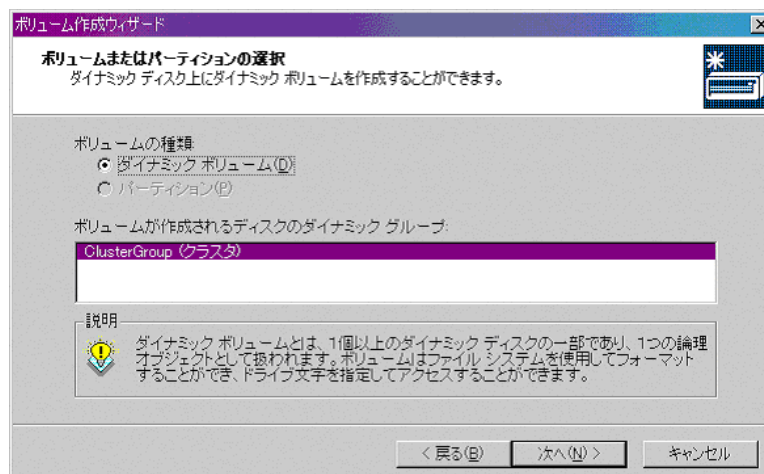 ボリューム作成ウィザード
ボリュームまたはパーティションの選択
ダイナミック ディスク上にダイナミック ボリュームを作成することができます。
ボリュームの種類:
ダイナミック ボリューム(D)
パーティション(P)
ボリュームが作成されるディスクのダイナミック グループ:
ClusterGroup (クラスタ)
説明
ダイナミック ボリュームとは、1個以上のダイナミック ディスクの一部であり、1つの論理
オブジェクトとして扱われます。ボリュームはファイル システムを使用してフォーマット
することができ、ドライブ文字を指定してアクセスすることができます。
< 戻る(B)
次へ(N) >
キャンセル